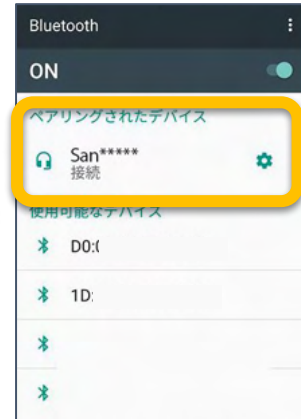 Bluetooth
ON
ペアリングされたデバイス
San*****
接続
使用可能なデバイス
D0:
1D: